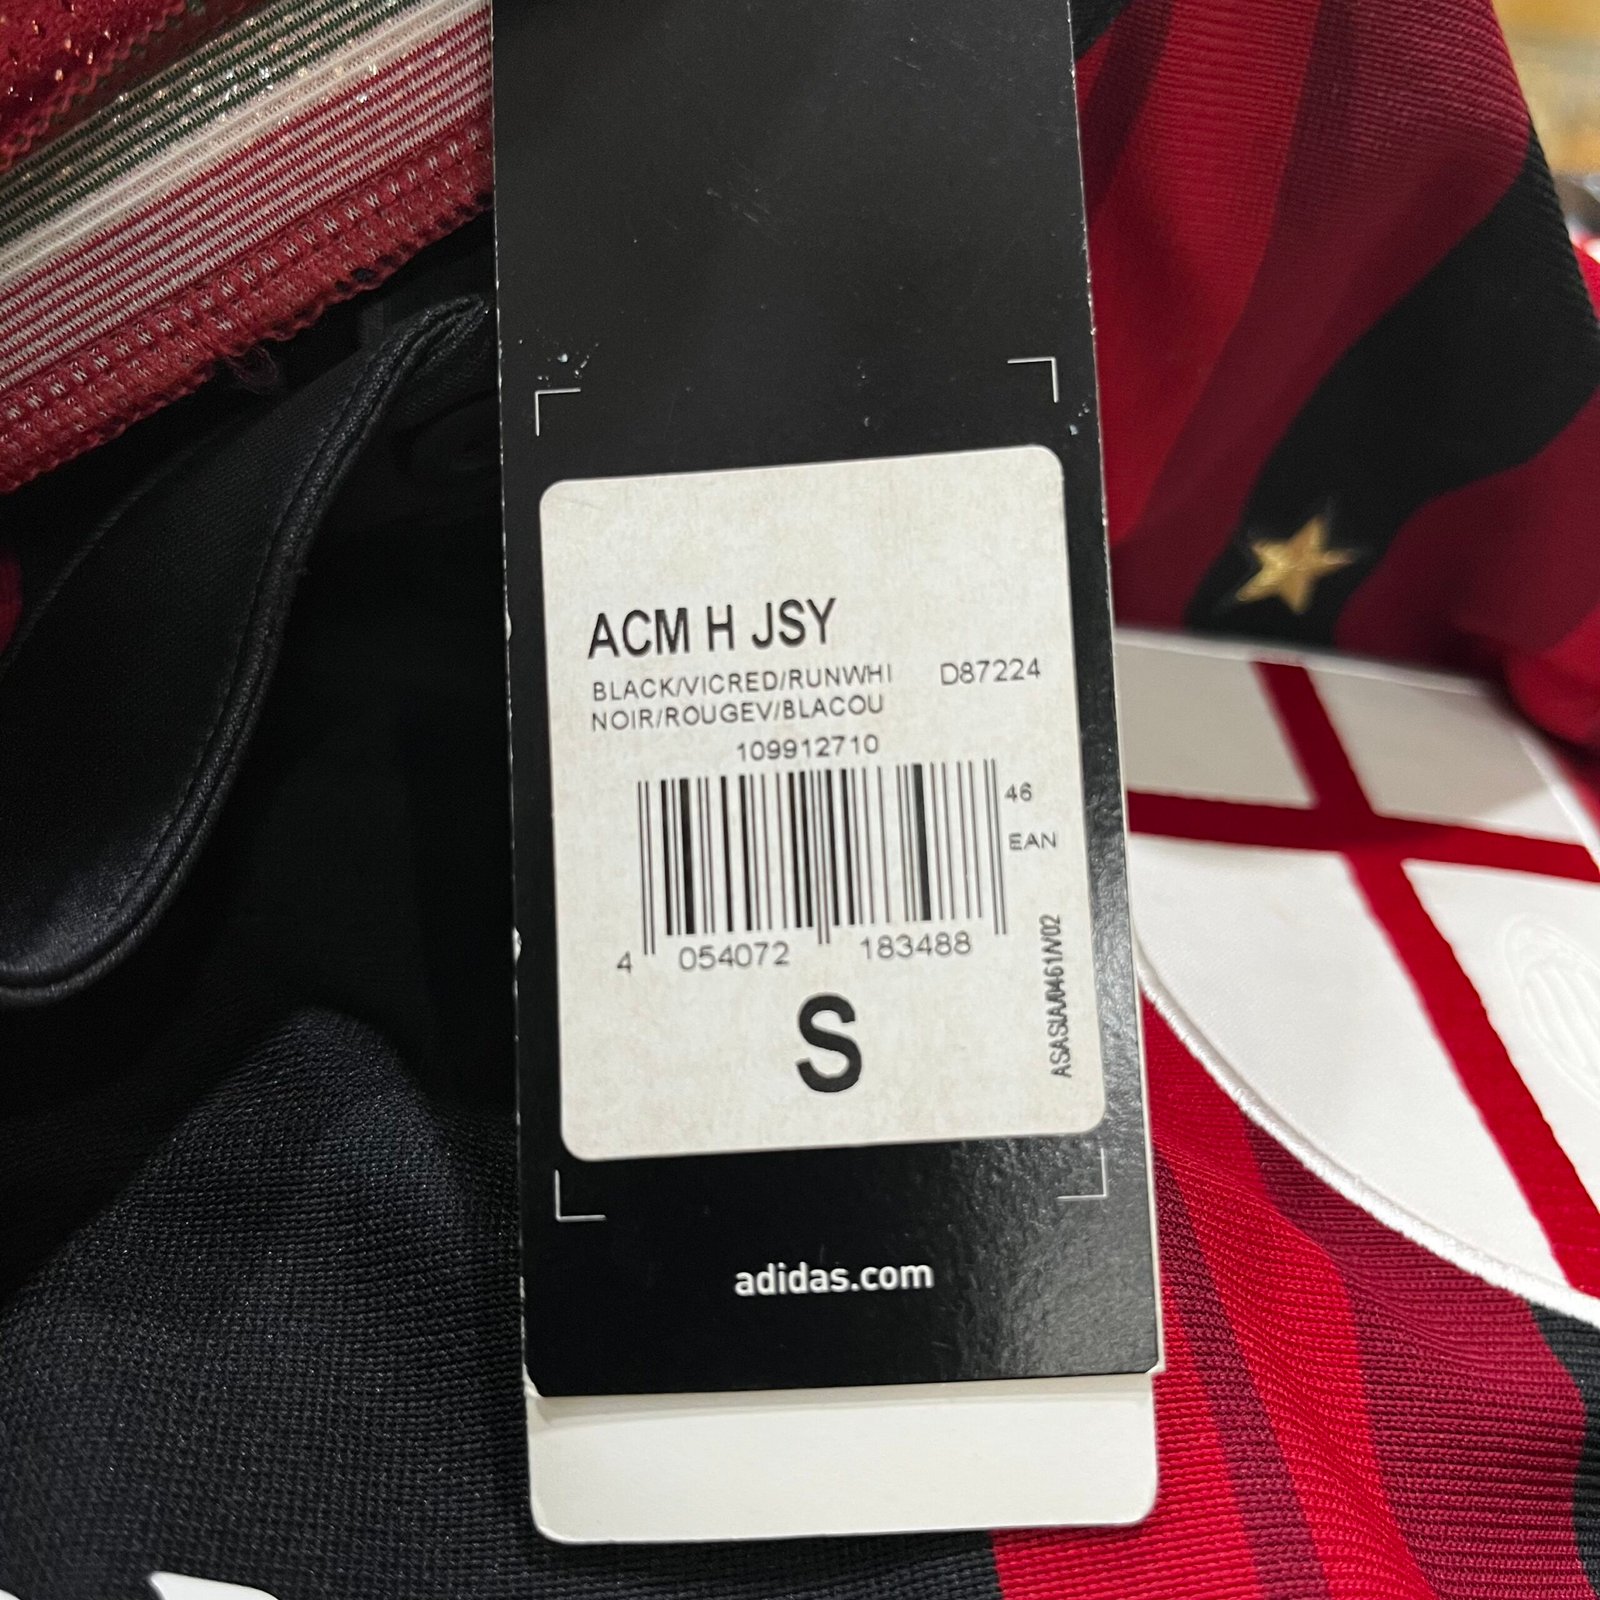 ACM H JSY
BLACK/VICRED/RUNWHI D87224
NOIR/ROUGEV/BLACOU
109912710
46
EAN
4 054072 183488
ASASIA/0461/V/02
S
adidas.com